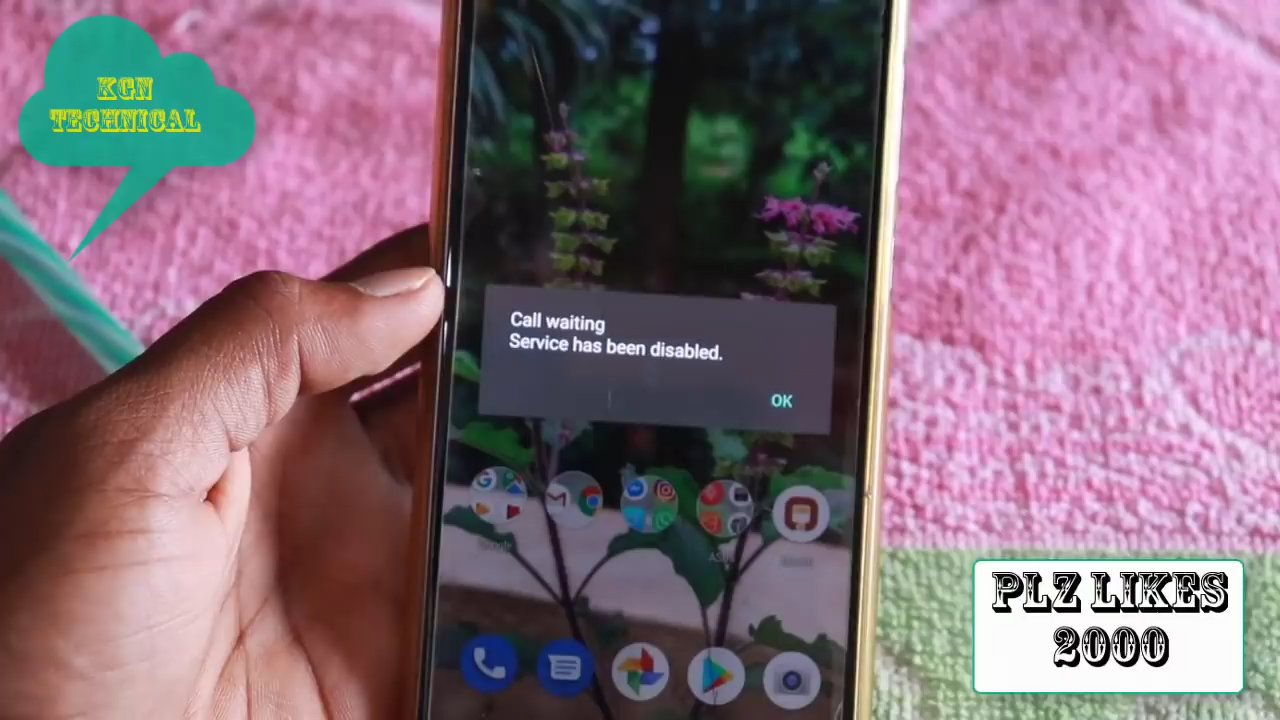 KGN
TECHNICAL
Call waiting
Service has been disabled.
OK
PLZ LIKES
2000